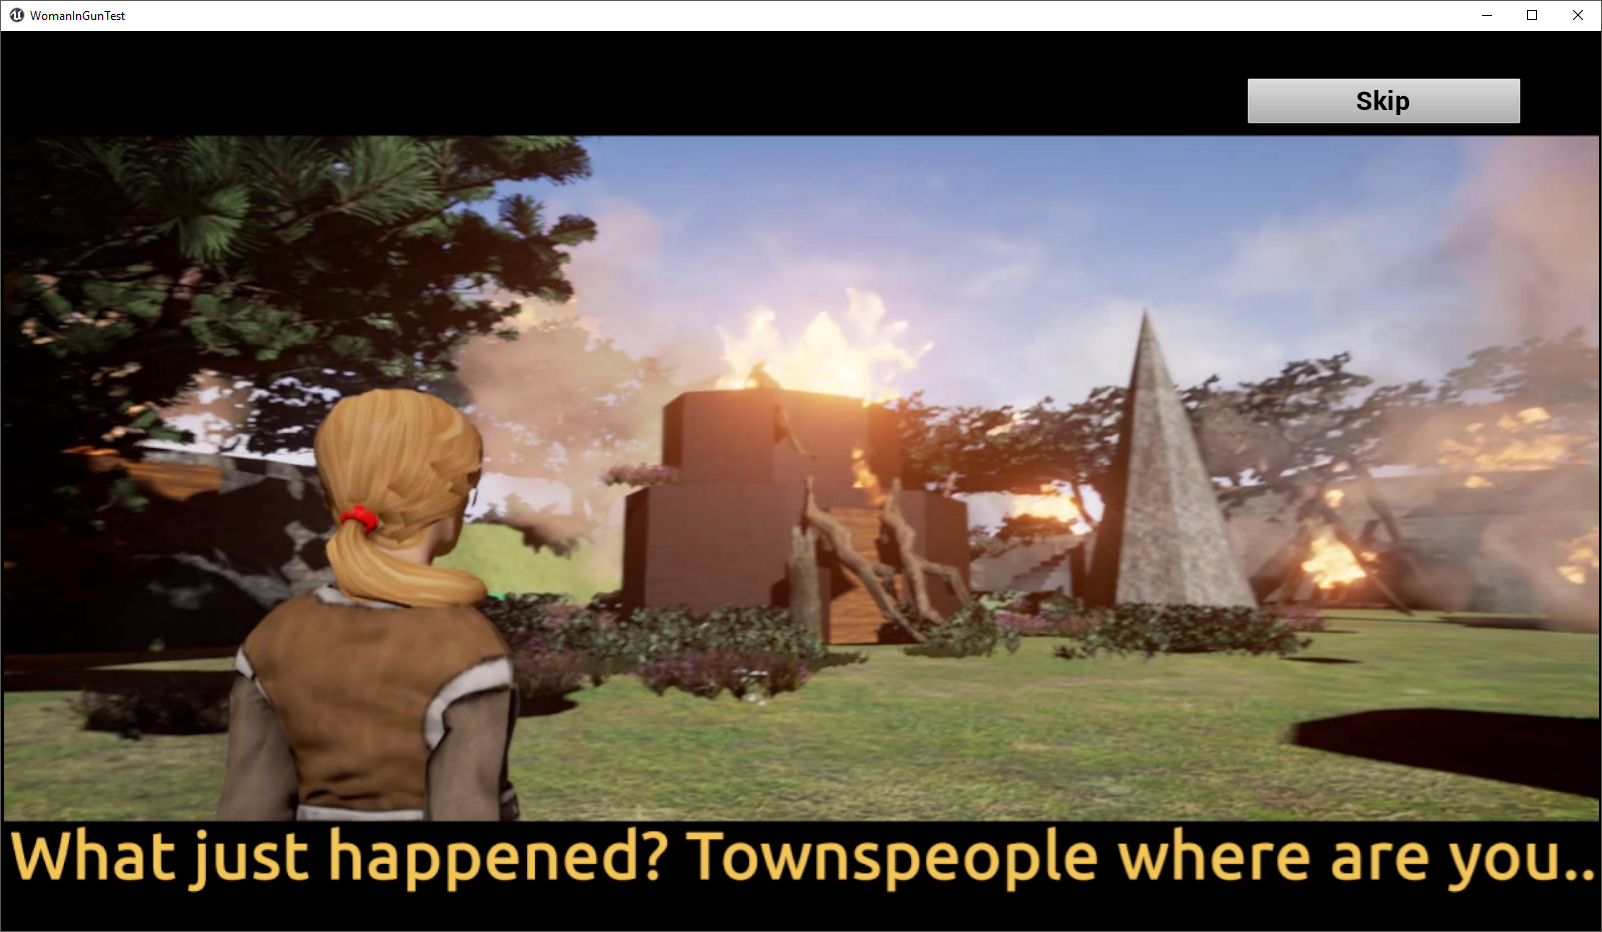 WomanInGunTest
Skip
What just happened? Townspeople where are you..